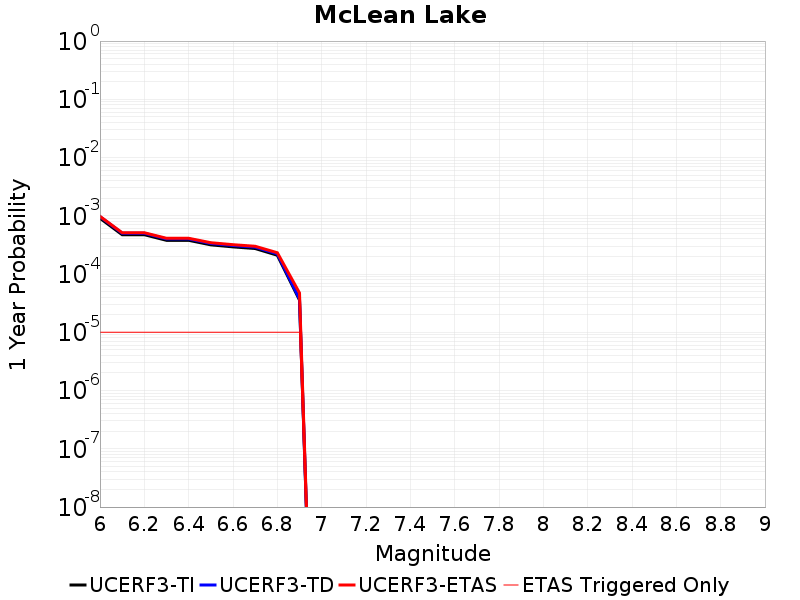 McLean Lake
1 Year Probability
10^0
10^-1
10^-2
10^-3
10^-4
10^-5
10^-6
10^-7
10^-8
6 6.2 6.4 6.6 6.8 7 7.2 7.4 7.6 7.8 8 8.2 8.4 8.6 8.8 9
Magnitude
UCERF3-TI UCERF3-TD UCERF3-ETAS ETAS Triggered Only